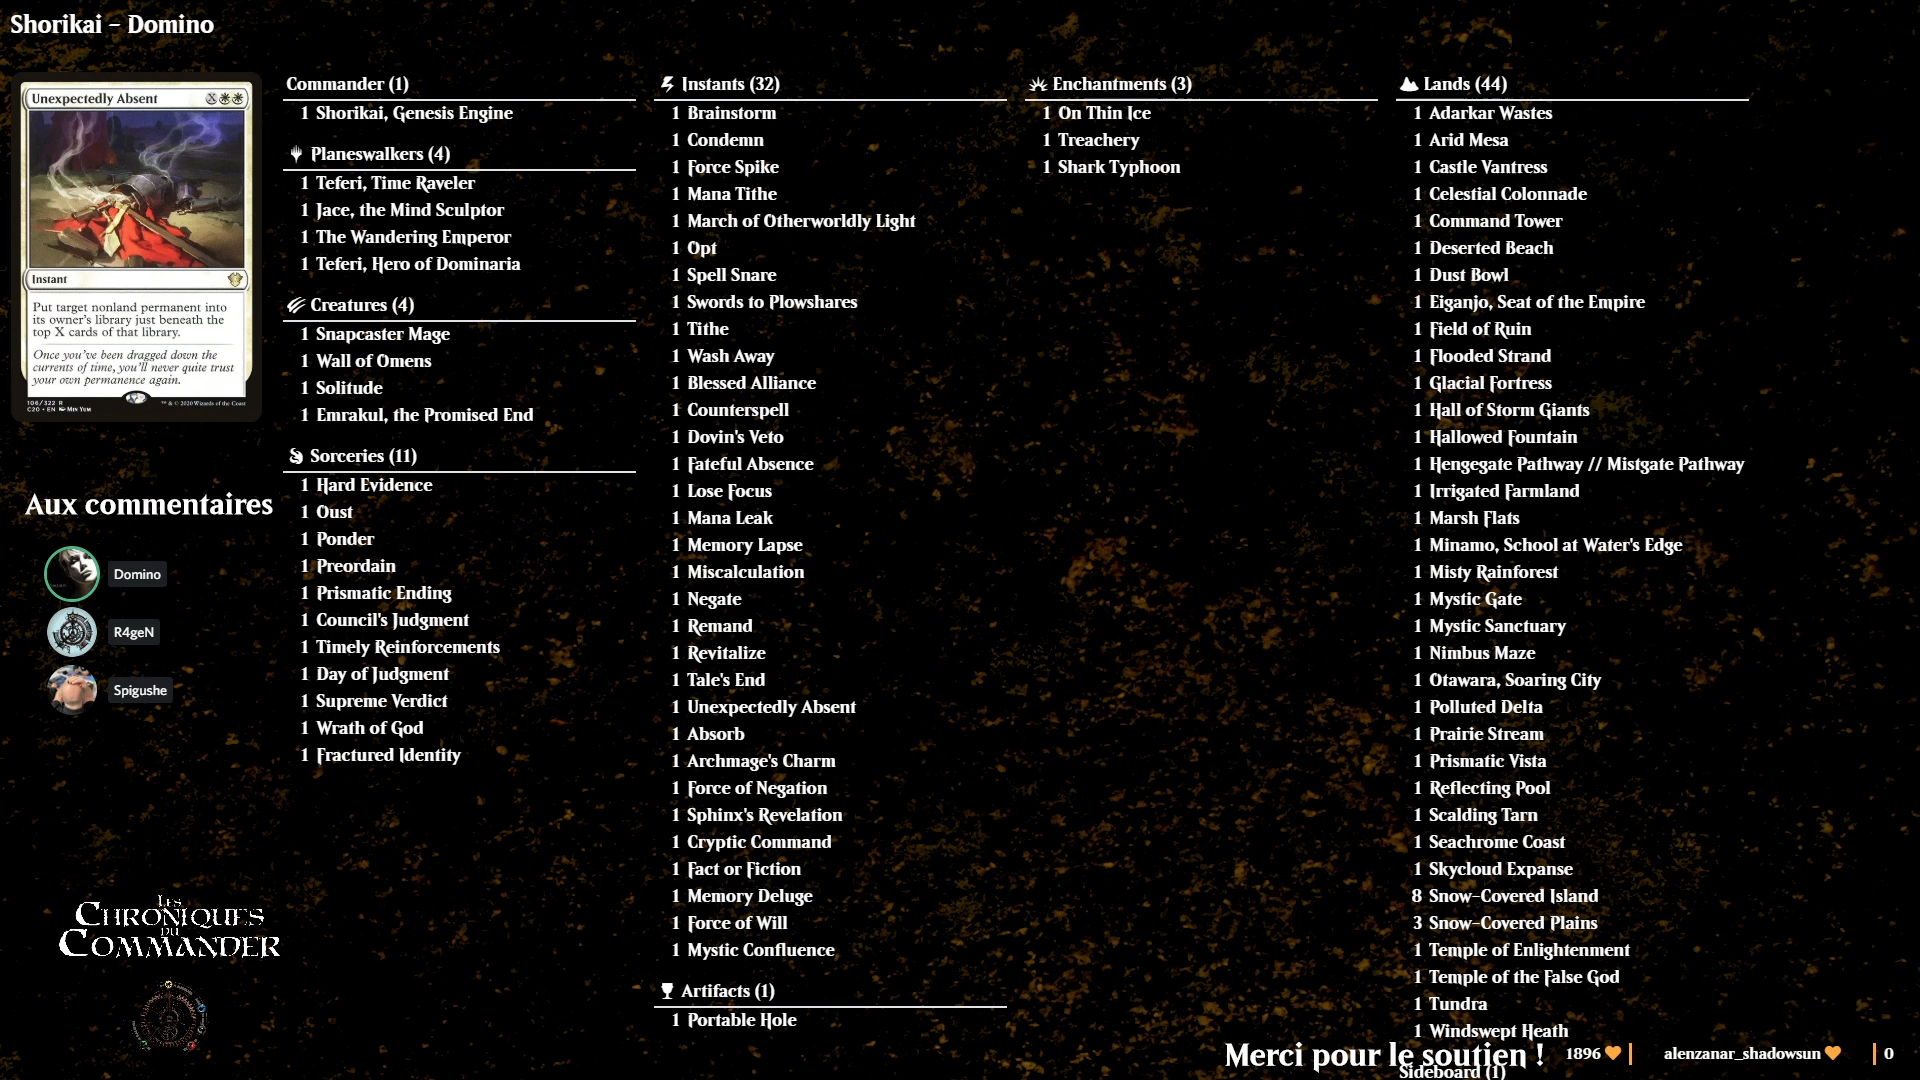 Shorikai - Domino
Unexpectedly Absent
X
Instant
Put target nonland permanent into
its owner's library just beneath the
top X cards of that library.
Once you've been dragged down the
currents of time, you'll never quite trust
your own permanence again.
106/322 R
C20 • EN Min Yum
™ & © 2020 Wizards of the Coast
Aux commentaires
Domino
R4geN
Spigushe
LES
CHRONIQUES
DU
COMMANDER
Commander (1)
1 Shorikai, Genesis Engine
Planeswalkers (4)
1 Teferi, Time Raveler
1 Jace, the Mind Sculptor
1 The Wandering Emperor
1 Teferi, Hero of Dominaria
Creatures (4)
1 Snapcaster Mage
1 Wall of Omens
1 Solitude
1 Emrakul, the Promised End
Sorceries (11)
1 Hard Evidence
1 Oust
1 Ponder
1 Preordain
1 Prismatic Ending
1 Council's Judgment
1 Timely Reinforcements
1 Day of Judgment
1 Supreme Verdict
1 Wrath of God
1 Fractured Identity
Instants (32)
1 Brainstorm
1 Condemn
1 Force Spike
1 Mana Tithe
1 March of Otherworldly Light
1 Opt
1 Spell Snare
1 Swords to Plowshares
1 Tithe
1 Wash Away
1 Blessed Alliance
1 Counterspell
1 Dovin's Veto
1 Fateful Absence
1 Lose Focus
1 Mana Leak
1 Memory Lapse
1 Miscalculation
1 Negate
1 Remand
1 Revitalize
1 Tale's End
1 Unexpectedly Absent
1 Absorb
1 Archmage's Charm
1 Force of Negation
1 Sphinx's Revelation
1 Cryptic Command
1 Fact or Fiction
1 Memory Deluge
1 Force of Will
1 Mystic Confluence
Artifacts (1)
1 Portable Hole
Enchantments (3)
1 On Thin Ice
1 Treachery
1 Shark Typhoon
Lands (44)
1 Adarkar Wastes
1 Arid Mesa
1 Castle Vantress
1 Celestial Colonnade
1 Command Tower
1 Deserted Beach
1 Dust Bowl
1 Eiganjo, Seat of the Empire
1 Field of Ruin
1 Flooded Strand
1 Glacial Fortress
1 Hall of Storm Giants
1 Hallowed Fountain
1 Hengegate Pathway // Mistgate Pathway
1 Irrigated Farmland
1 Marsh Flats
1 Minamo, School at Water's Edge
1 Misty Rainforest
1 Mystic Gate
1 Mystic Sanctuary
1 Nimbus Maze
1 Otawara, Soaring City
1 Polluted Delta
1 Prairie Stream
1 Prismatic Vista
1 Reflecting Pool
1 Scalding Tarn
1 Seachrome Coast
1 Skycloud Expanse
8 Snow-Covered Island
3 Snow-Covered Plains
1 Temple of Enlightenment
1 Temple of the False God
1 Tundra
1 Windswept Heath
Sideboard (1)
Merci pour le soutien !
1896
alenzanar_shadowsun
0